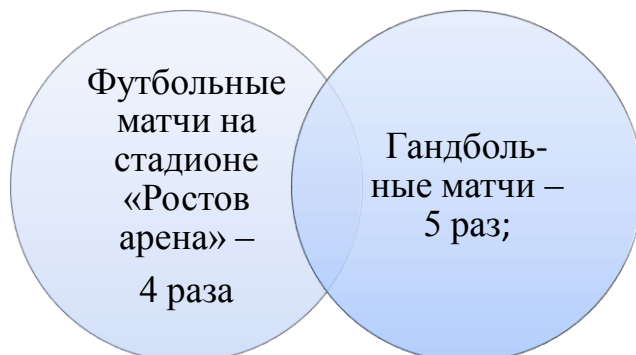 Футбольные
матчи на
стадионе
«Ростов
арена» –
4 раза
Гандболь-
ные матчи –
5 раз;